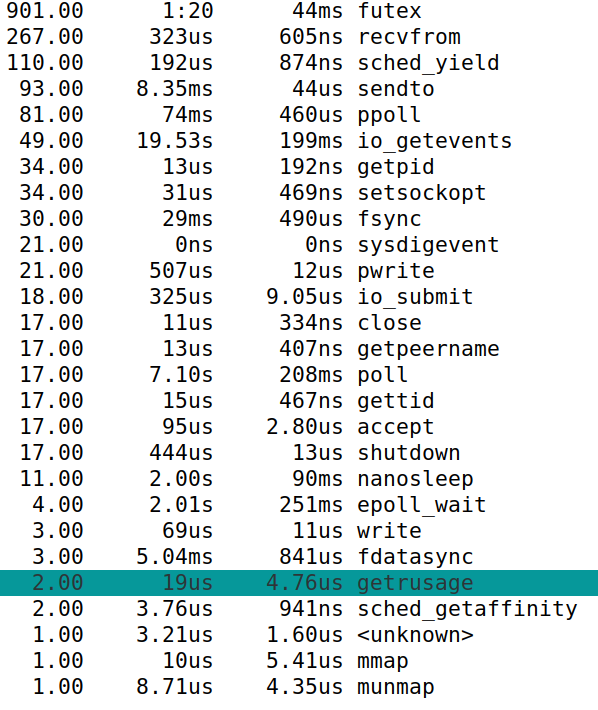 901.00 1:20 44ms futex
267.00 323us 605ns recvfrom
110.00 192us 874ns sched_yield
93.00 8.35ms 44us sendto
81.00 74ms 460us ppoll
49.00 19.53s 199ms io_getevents
34.00 13us 192ns getpid
34.00 31us 469ns setsockopt
30.00 29ms 490us fsync
21.00 0ns 0ns sysdigevent
21.00 507us 12us pwrite
18.00 325us 9.05us io_submit
17.00 11us 334ns close
17.00 13us 407ns getpeername
17.00 7.10s 208ms poll
17.00 15us 467ns gettid
17.00 95us 2.80us accept
17.00 444us 13us shutdown
11.00 2.00s 90ms nanosleep
4.00 2.01s 251ms epoll_wait
3.00 69us 11us write
3.00 5.04ms 841us fdatasync
2.00 19us 4.76us getrusage
2.00 3.76us 941ns sched_getaffinity
1.00 3.21us 1.60us <unknown>
1.00 10us 5.41us mmap
1.00 8.71us 4.35us munmap